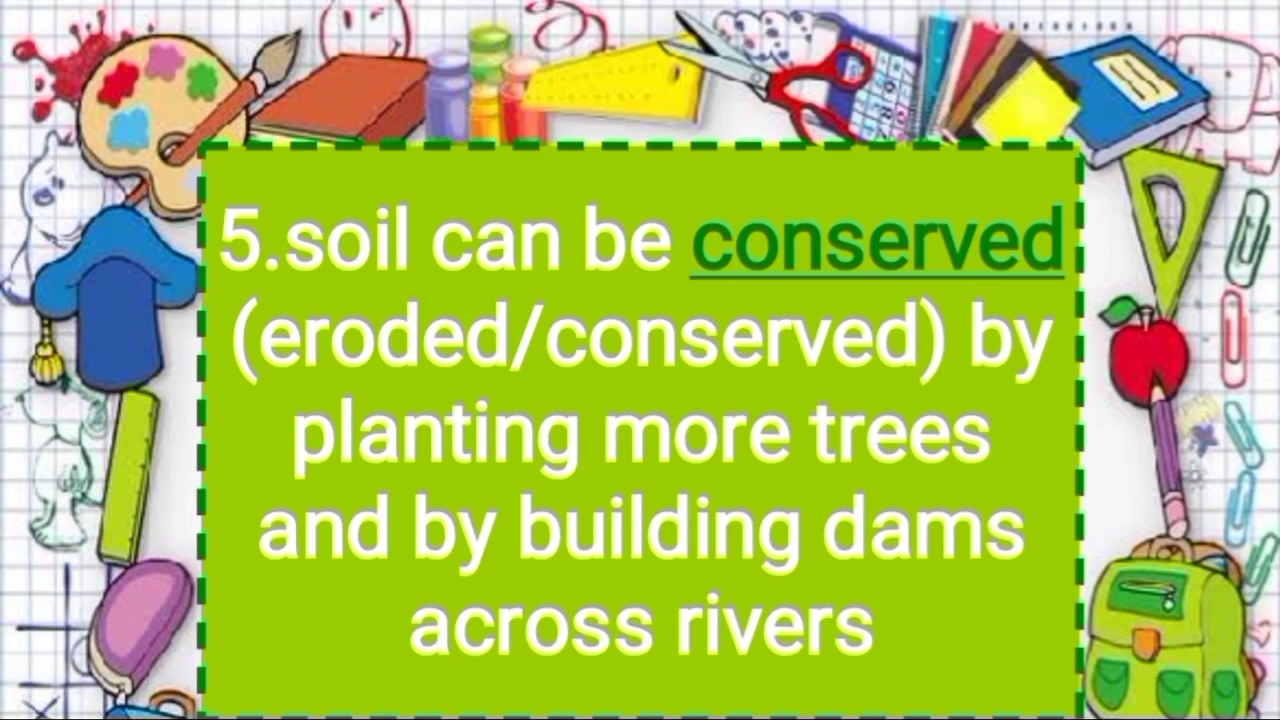 5.soil can be conserved
(eroded/conserved) by
planting more trees
and by building dams
across rivers